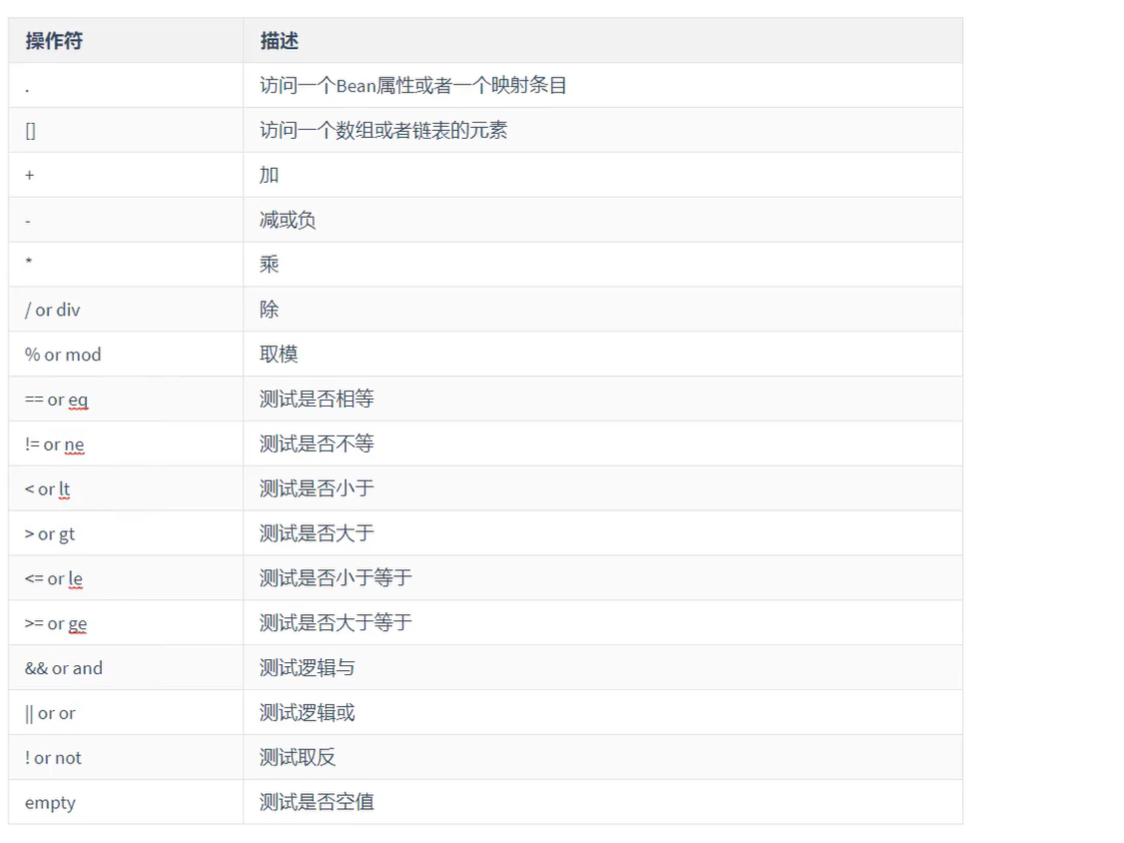 操作符 描述
. 访问一个Bean属性或者一个映射条目
[] 访问一个数组或者链表的元素
+ 加
- 减或负
* 乘
/ or div 除
% or mod 取模
== or eq 测试是否相等
!= or ne 测试是否不等
< or lt 测试是否小于
> or gt 测试是否大于
<= or le 测试是否小于等于
>= or ge 测试是否大于等于
&& or and 测试逻辑与
|| or or 测试逻辑或
! or not 测试取反
empty 测试是否空值